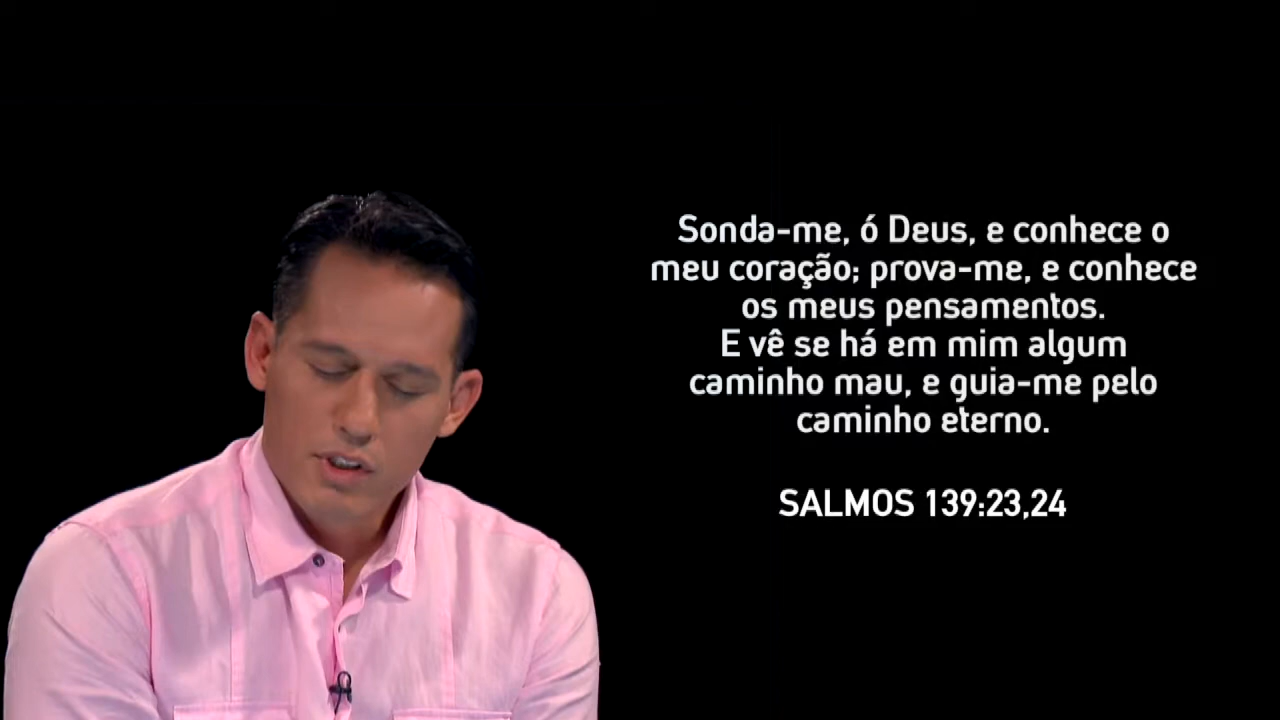 Sonda-me, ó Deus, e conhece o
meu coração; prova-me, e conhece
os meus pensamentos.
E vê se há em mim algum
caminho mau, e guia-me pelo
caminho eterno.
SALMOS 139:23,24